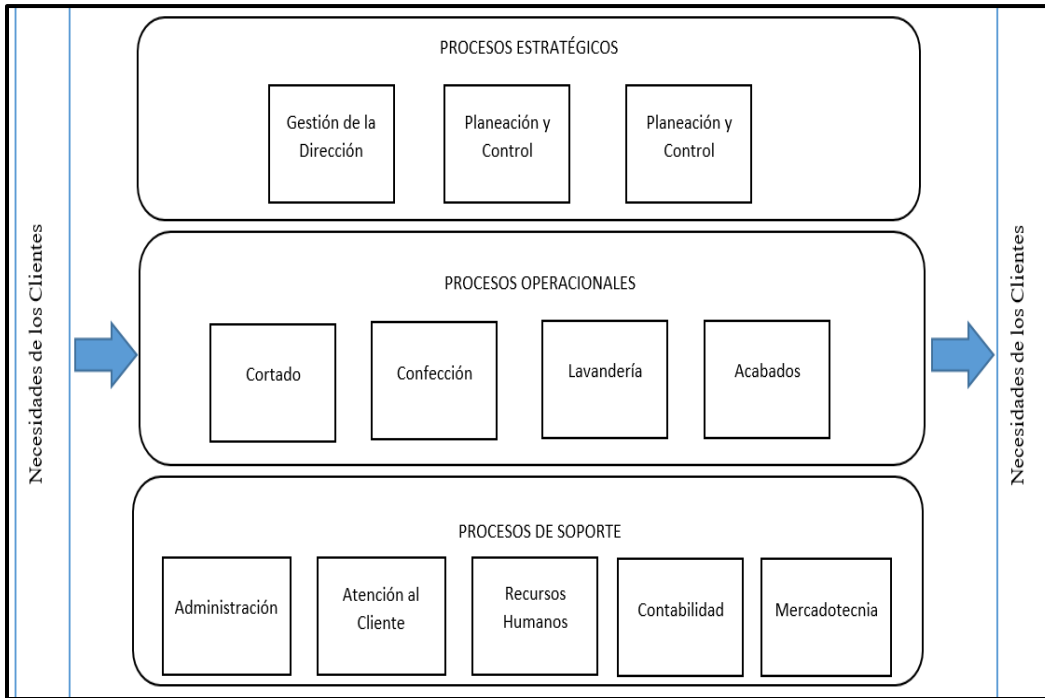 Necesidades de los Clientes
PROCESOS ESTRATÉGICOS
Gestión de la
Dirección
Planeación y
Control
Planeación y
Control
PROCESOS OPERACIONALES
Cortado
Confección
Lavandería
Acabados
PROCESOS DE SOPORTE
Administración
Atención al
Cliente
Recursos
Humanos
Contabilidad
Mercadotecnia
Necesidades de los Clientes